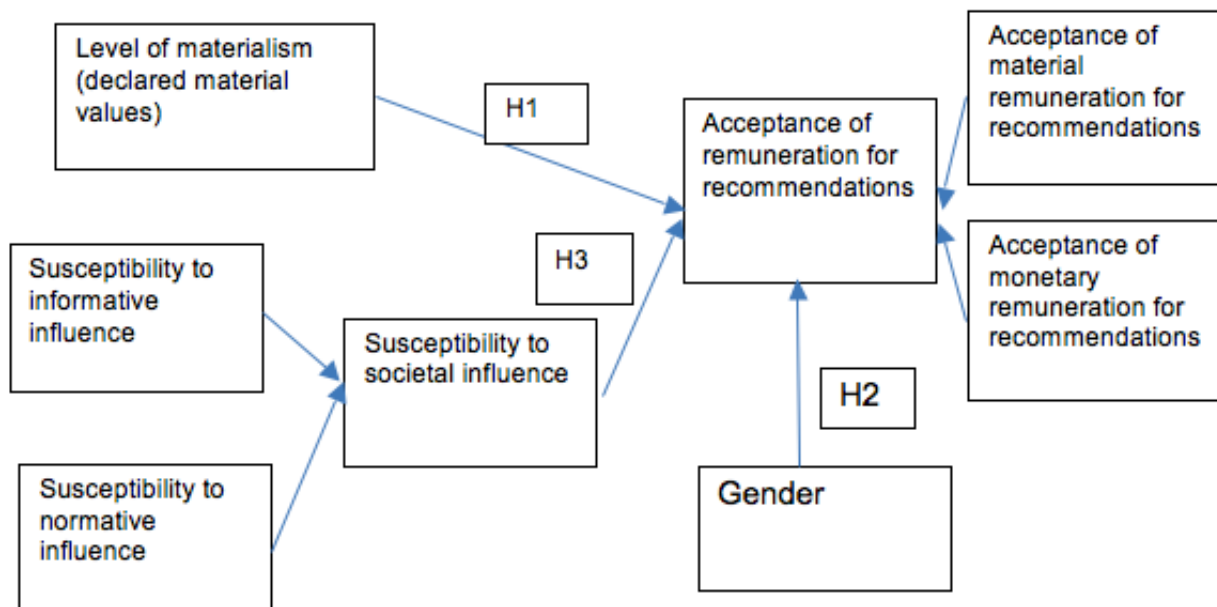 Level of materialism
(declared material
values)
H1
Acceptance of
remuneration for
recommendations
Acceptance of
material
remuneration for
recommendations
Susceptibility to
informative
influence
H3
Susceptibility to
societal influence
Acceptance of
monetary
remuneration for
recommendations
H2
Susceptibility to
normative
influence
Gender